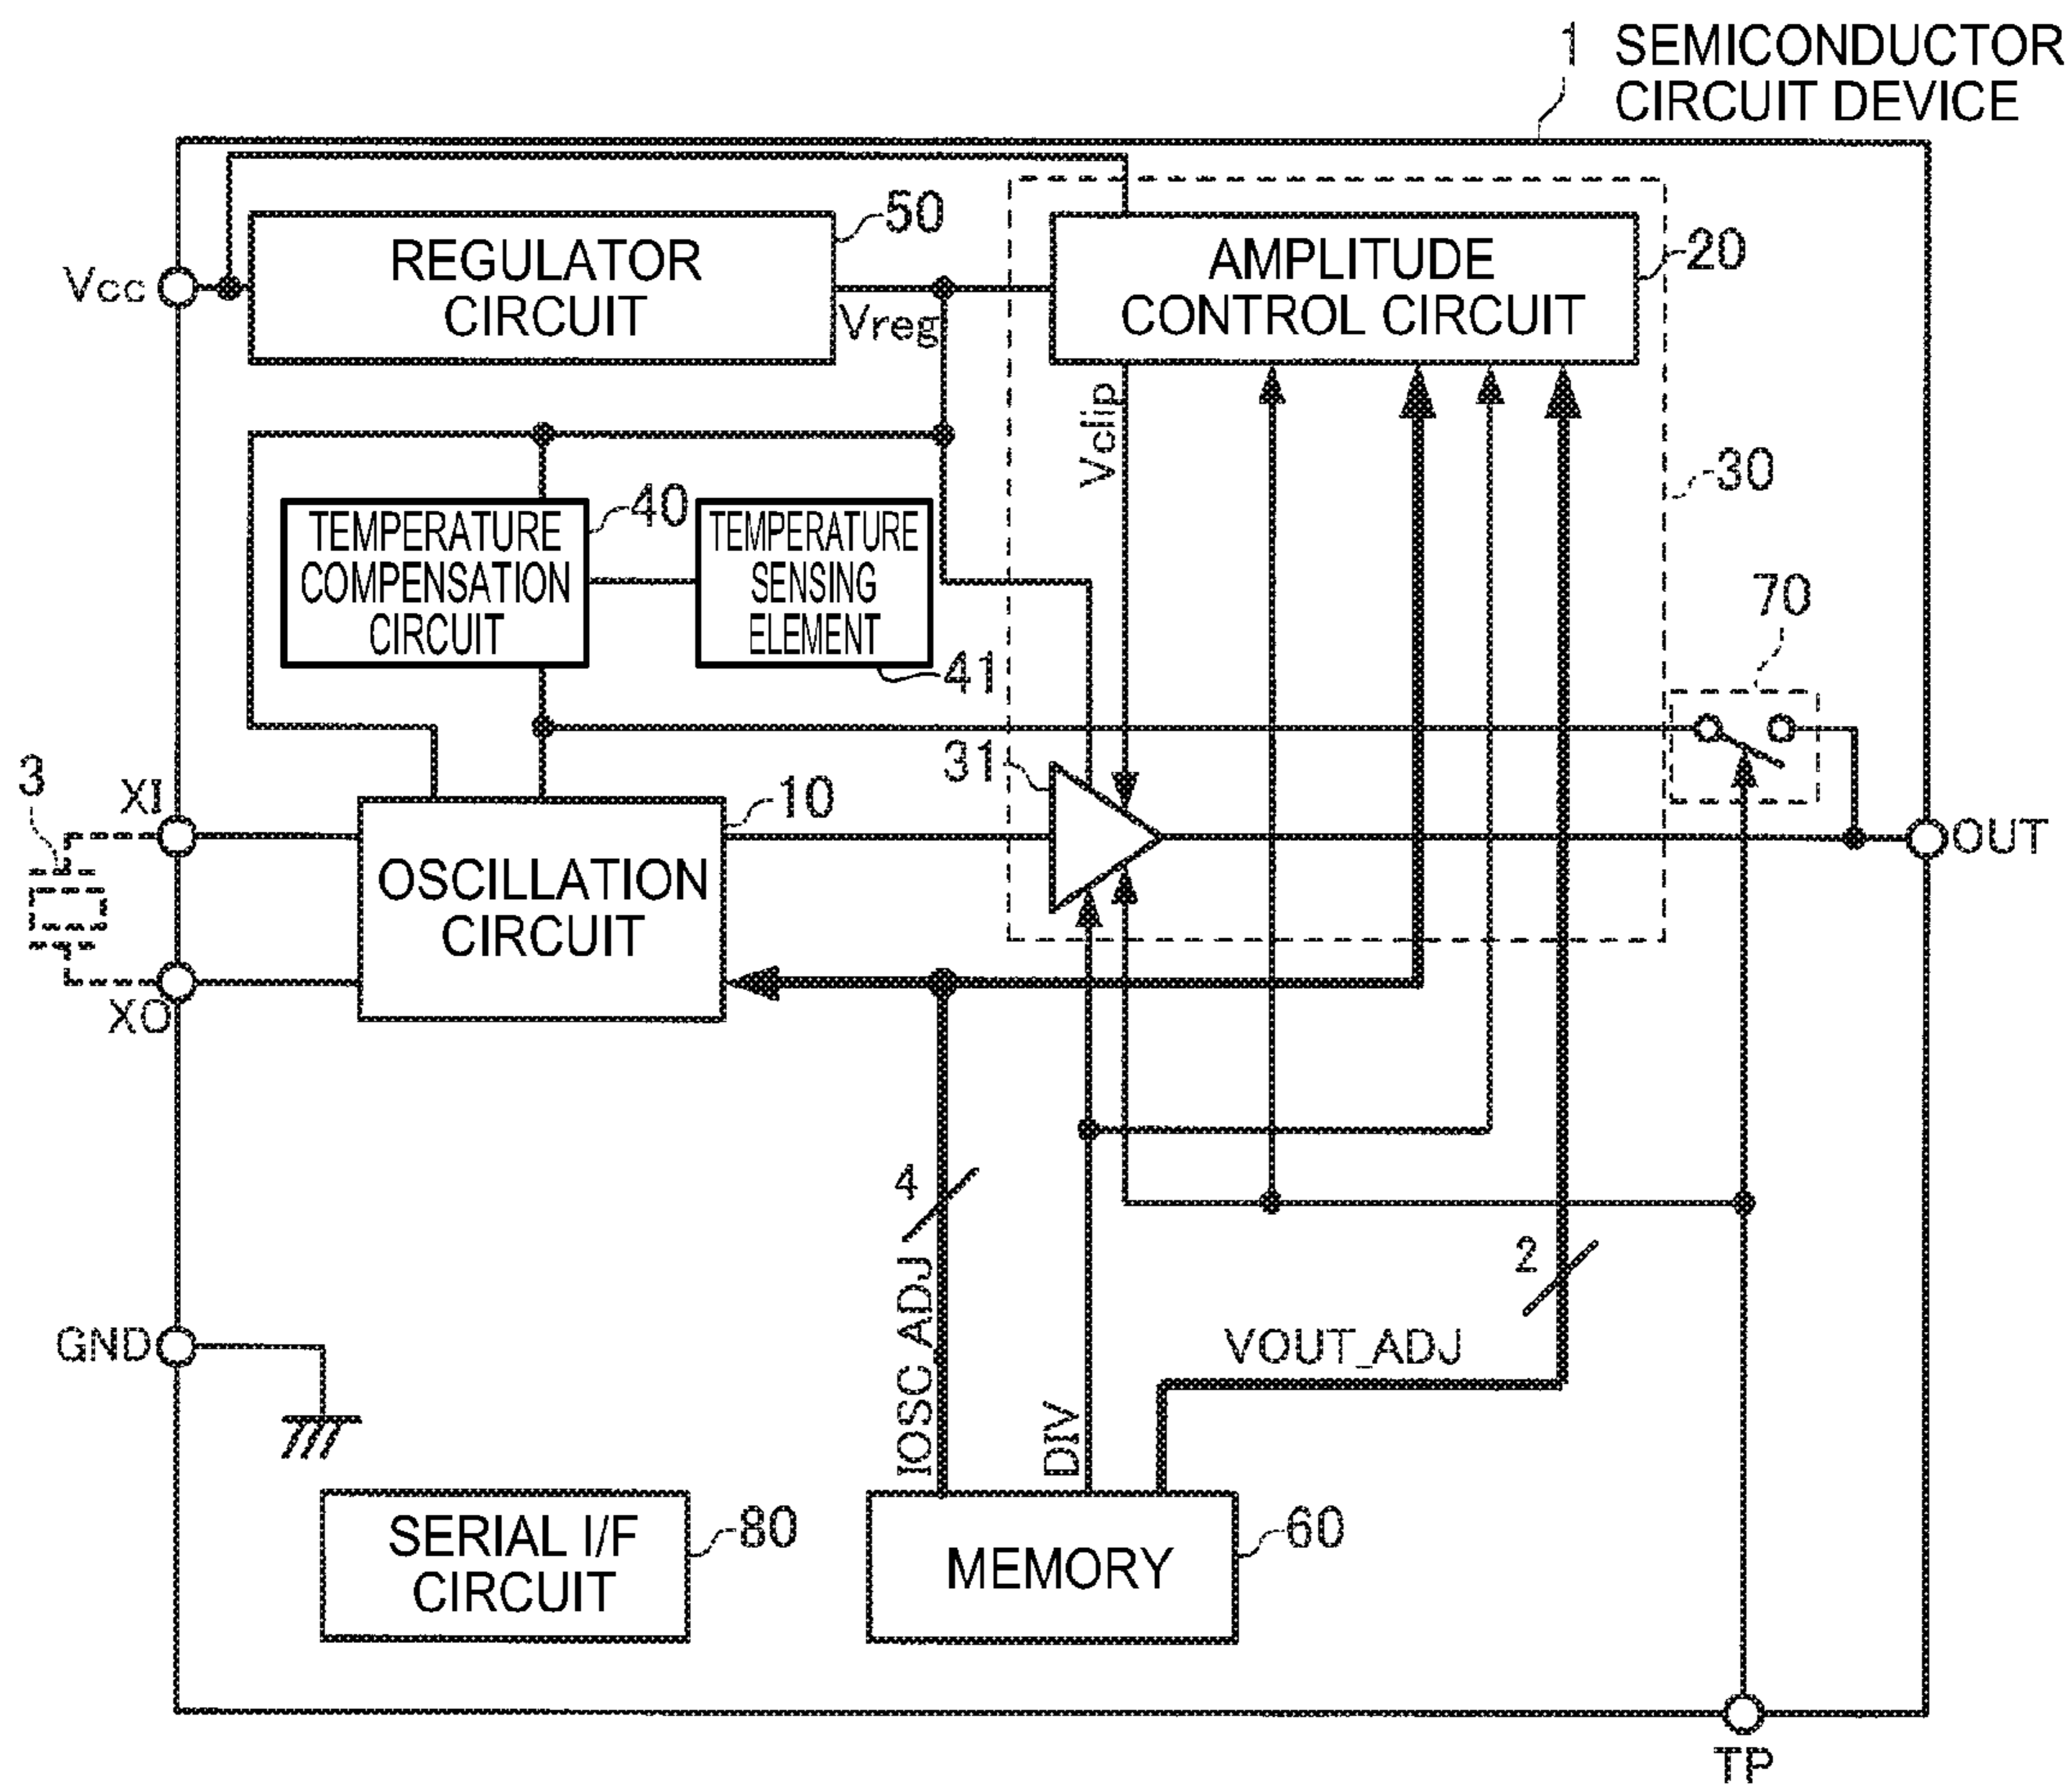 1 SEMICONDUCTOR
CIRCUIT DEVICE
50
REGULATOR
CIRCUIT
Vcc
Vreg
AMPLITUDE
CONTROL CIRCUIT
20
Vclip
30
40
TEMPERATURE
COMPENSATION
CIRCUIT
TEMPERATURE
SENSING
ELEMENT
41
70
31
3
XI
10
OSCILLATION
CIRCUIT
OUT
XO
4
2
IOSC_ADJ
DIV
VOUT_ADJ
GND
SERIAL I/F
CIRCUIT
80
MEMORY
60
TP